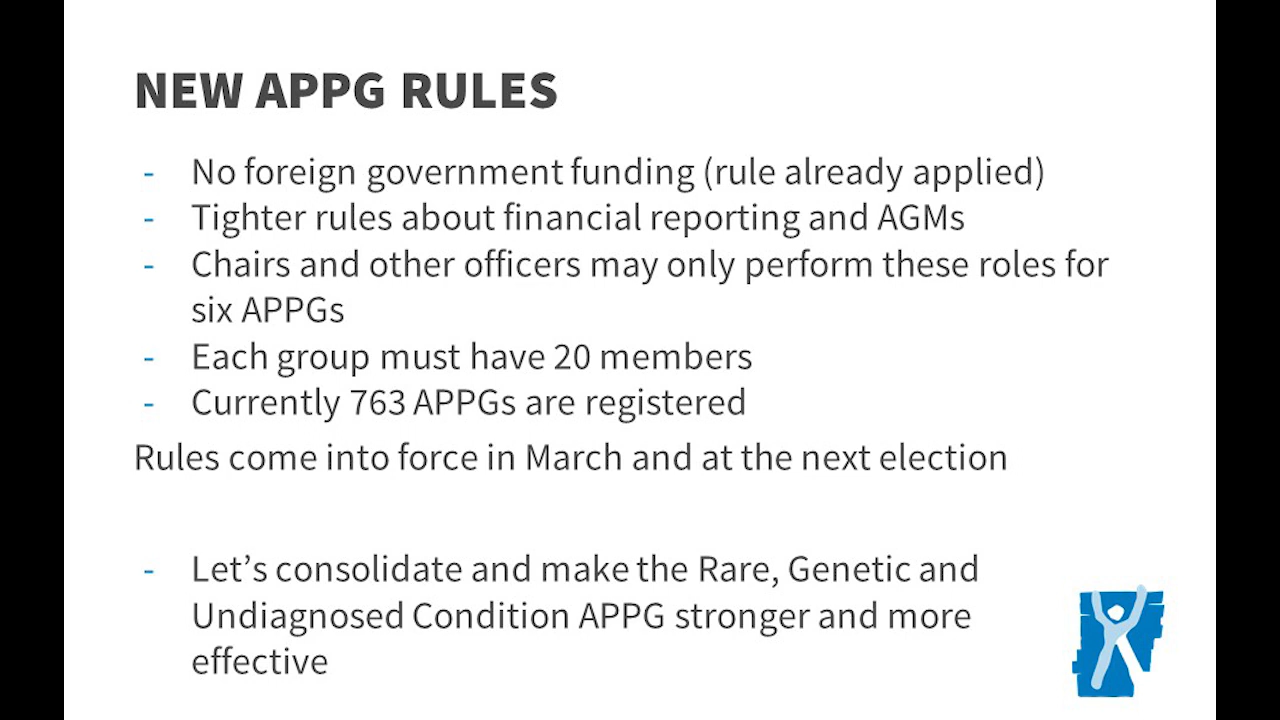 NEW APPG RULES
- No foreign government funding (rule already applied)
- Tighter rules about financial reporting and AGMs
- Chairs and other officers may only perform these roles for
six APPGs
- Each group must have 20 members
- Currently 763 APPGs are registered
Rules come into force in March and at the next election
- Let’s consolidate and make the Rare, Genetic and
Undiagnosed Condition APPG stronger and more
effective